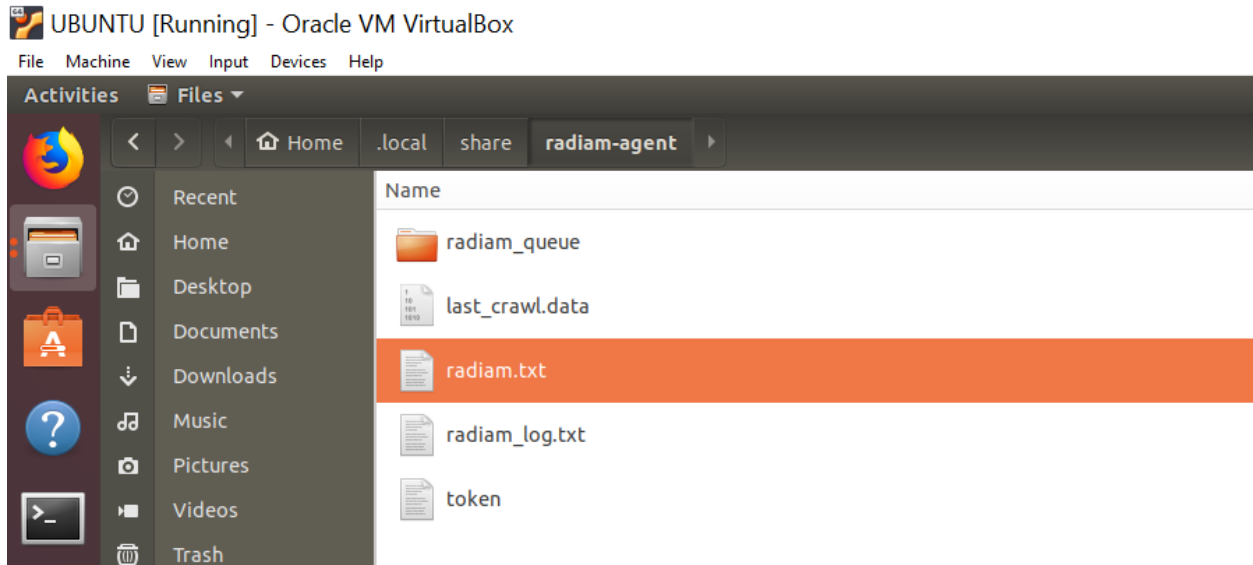 UBUNTU [Running] - Oracle VM VirtualBox
File Machine View Input Devices Help
Activities Files
Home .local share radiam-agent
Name
Recent
Home
Desktop
Documents
Downloads
Music
Pictures
Videos
Trash
radiam_queue
last_crawl.data
radiam.txt
radiam_log.txt
token